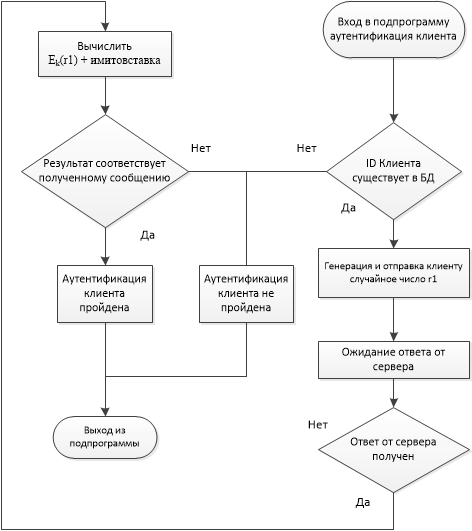 Вход в подпрограмму
аутентификация клиента
ID Клиента
существует в БД
Нет
Да
Генерация и отправка клиенту
случайное число r1
Ожидание ответа от
сервера
Ответ от сервера
получен
Нет
Да
Вычислить
Ek(r1) + имитовставка
Результат соответствует
полученному сообщению
Нет
Да
Аутентификация
клиента
пройдена
Аутентификация
клиента не
пройдена
Выход из
подпрограммы